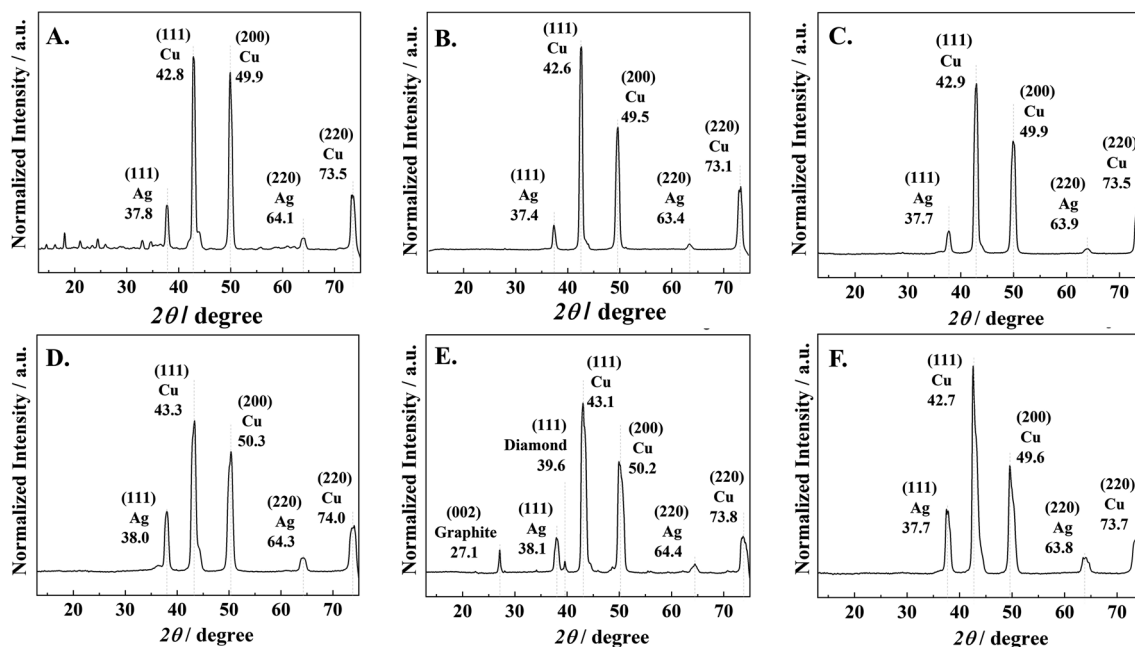 A.
(111)
Cu
42.8
(200)
Cu
49.9
(111)
Ag
37.8
(220)
Ag
64.1
(220)
Cu
73.5
Normalized Intensity / a.u.
20 30 40 50 60 70
2θ / degree
B.
(111)
Cu
42.6
(200)
Cu
49.5
(111)
Ag
37.4
(220)
Ag
63.4
(220)
Cu
73.1
Normalized Intensity / a.u.
20 30 40 50 60 70
2θ / degree
C.
(111)
Cu
42.9
(200)
Cu
49.9
(111)
Ag
37.7
(220)
Ag
63.9
(220)
Cu
73.5
Normalized Intensity / a.u.
20 30 40 50 60 70
2θ / degree
D.
(111)
Cu
43.3
(200)
Cu
50.3
(111)
Ag
38.0
(220)
Ag
64.3
(220)
Cu
74.0
Normalized Intensity / a.u.
20 30 40 50 60 70
2θ / degree
E.
(111)
Cu
43.1
(111)
Diamond
39.6
(200)
Cu
50.2
(002)
Graphite
27.1
(111)
Ag
38.1
(220)
Ag
64.4
(220)
Cu
73.8
Normalized Intensity / a.u.
20 30 40 50 60 70
2θ / degree
F.
(111)
Cu
42.7
(200)
Cu
49.6
(111)
Ag
37.7
(220)
Ag
63.8
(220)
Cu
73.7
Normalized Intensity / a.u.
20 30 40 50 60 70
2θ / degree